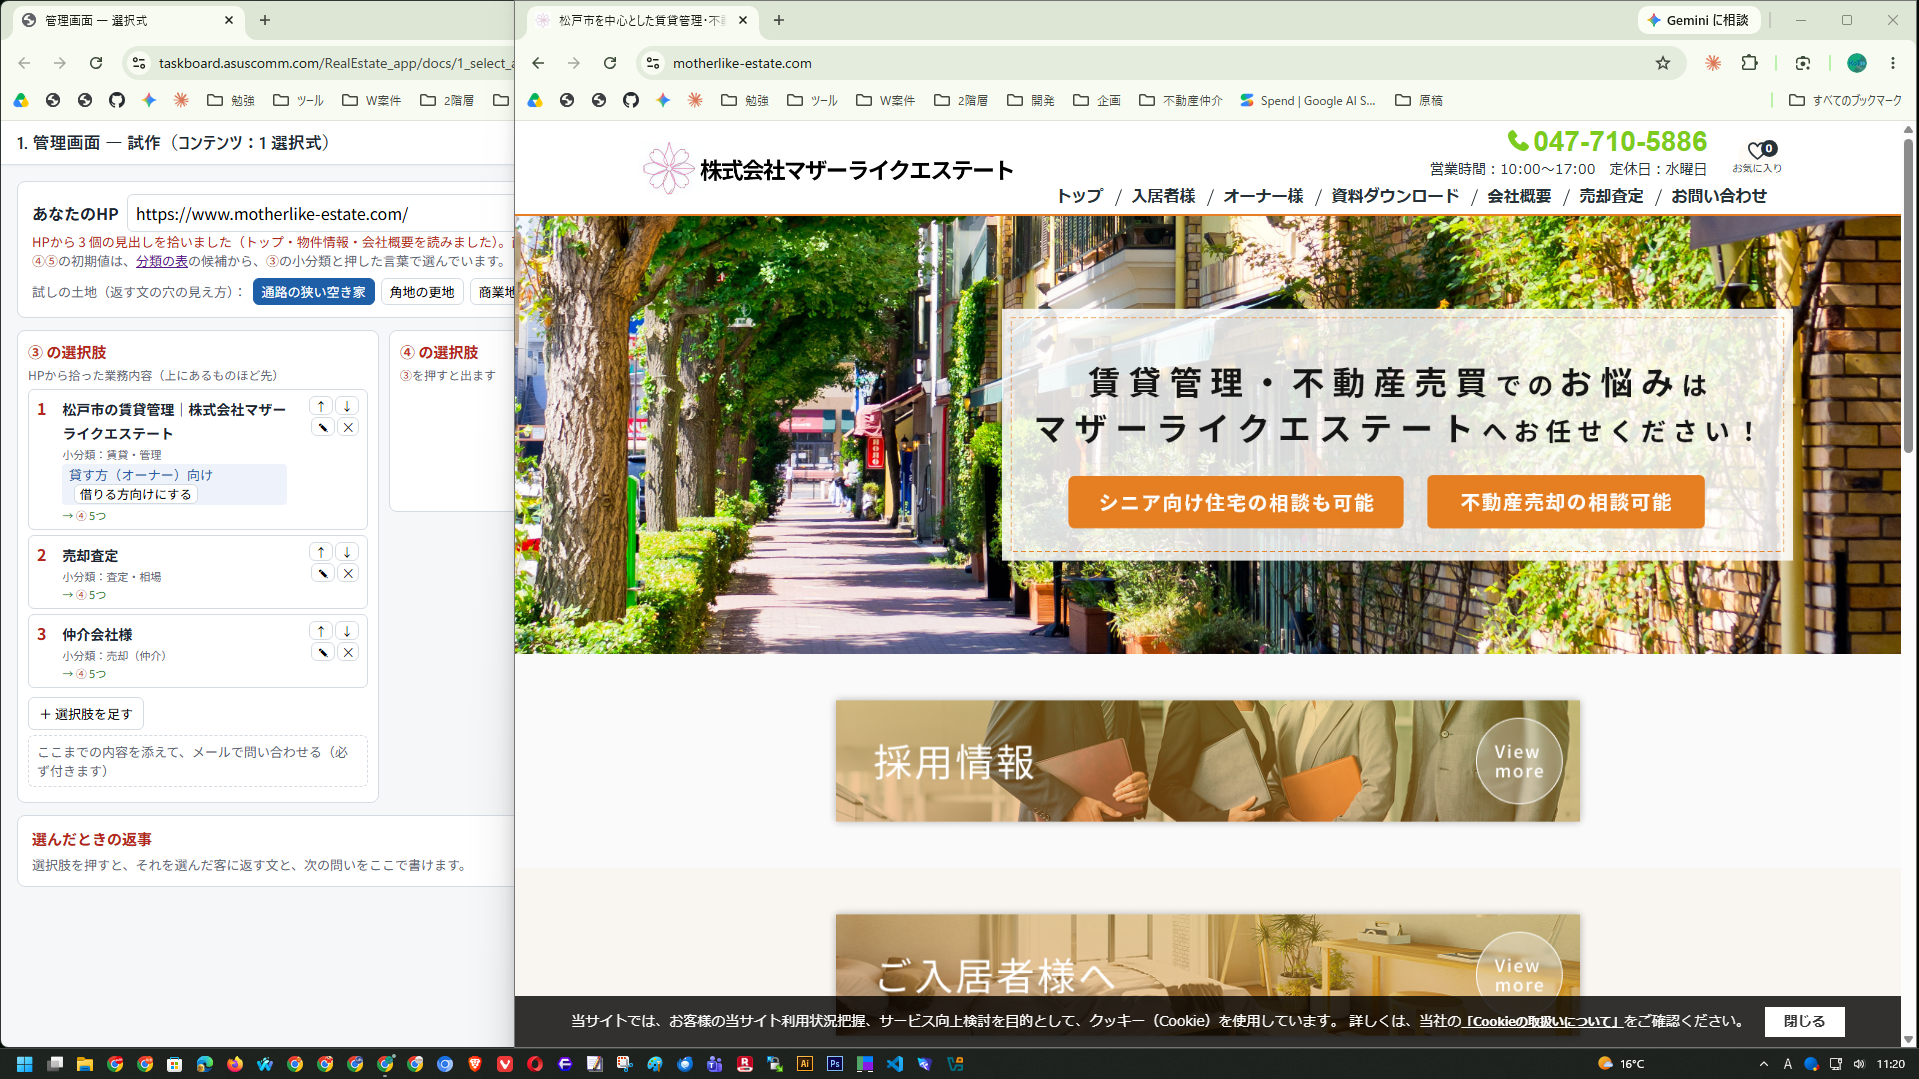 管理画面 — 選択式
taskboard.asuscomm.com/RealEstate_app/docs/1_select_a
勉強
ツール
W案件
2階層
1. 管理画面 — 試作（コンテンツ：1 選択式）
あなたのHP
https://www.motherlike-estate.com/
HPから 3 個の見出しを拾いました（トップ・物件情報・会社概要を読みました）。
④⑤の初期値は、分類の表の候補から、③の小分類と押した言葉で選んでいます。
試しの土地（返す文の穴の見え方）：
通路の狭い空き家
角地の更地
商業地
③ の選択肢
HPから拾った業務内容（上にあるものほど先）
1 松戸市の賃貸管理｜株式会社マザー
ライクエステート
↑ ↓
小分類：賃貸・管理
貸す方（オーナー）向け
借りる方向けにする
→ ④ 5つ
2 売却査定
↑ ↓
小分類：査定・相場
→ ④ 5つ
3 仲介会社様
↑ ↓
小分類：売却（仲介）
→ ④ 5つ
＋ 選択肢を足す
ここまでの内容を添えて、メールで問い合わせる（必
ず付きます）
④ の選択肢
③を押すと出ます
選んだときの返事
選択肢を押すと、それを選んだ客に返す文と、次の問いをここで書けます。
松戸市を中心とした賃貸管理・不動
Gemini に相談
motherlike-estate.com
勉強
ツール
W案件
2階層
開発
企画
不動産仲介
Spend | Google AI S...
原稿
すべてのブックマーク
株式会社マザーライクエステート
047-710-5886
営業時間：10:00～17:00 定休日：水曜日
0
お気に入り
トップ / 入居者様 / オーナー様 / 資料ダウンロード / 会社概要 / 売却査定 / お問い合わせ
賃貸管理・不動産売買でのお悩みは
マザーライクエステートへお任せください！
シニア向け住宅の相談も可能
不動産売却の相談可能
採用情報
View
more
ご入居者様へ
View
more
当サイトでは、お客様の当サイト利用状況把握、サービス向上検討を目的として、クッキー（Cookie）を使用しています。 詳しくは、当社の「Cookieの取扱いについて」をご確認ください。
閉じる
16°C
A
11:20